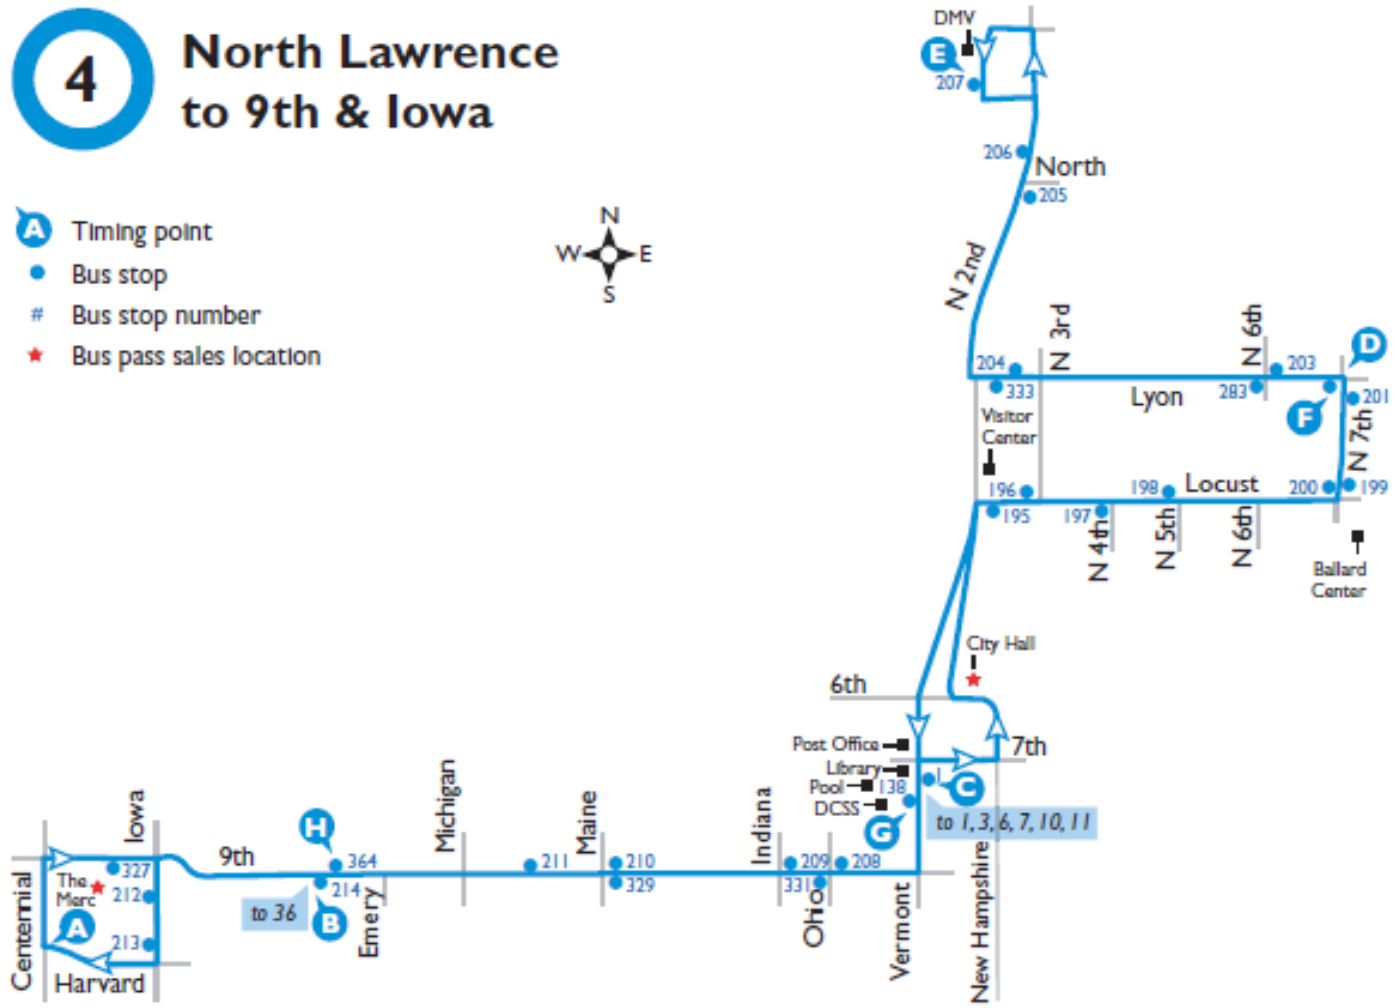 4
North Lawrence
to 9th & Iowa
A
Timing point
Bus stop
#
Bus stop number
Bus pass sales location
N
W
E
S
DMV
E
207
206
North
205
N 2nd
N 3rd
N 6th
D
204
203
333
Lyon
283
201
F
N 7th
Visitor
Center
196
198
Locust
200
199
195
197
N 4th
N 5th
N 6th
Ballard
Center
City Hall
6th
Post Office
7th
Library
Pool
138
1
C
DCSS
G
to 1, 3, 6, 7, 10, 11
Iowa
H
Michigan
Maine
Indiana
9th
364
211
210
209
208
The
Merc
327
212
214
329
331
to 36
B
A
213
Centennial
Harvard
Emery
Ohio
Vermont
New Hampshire